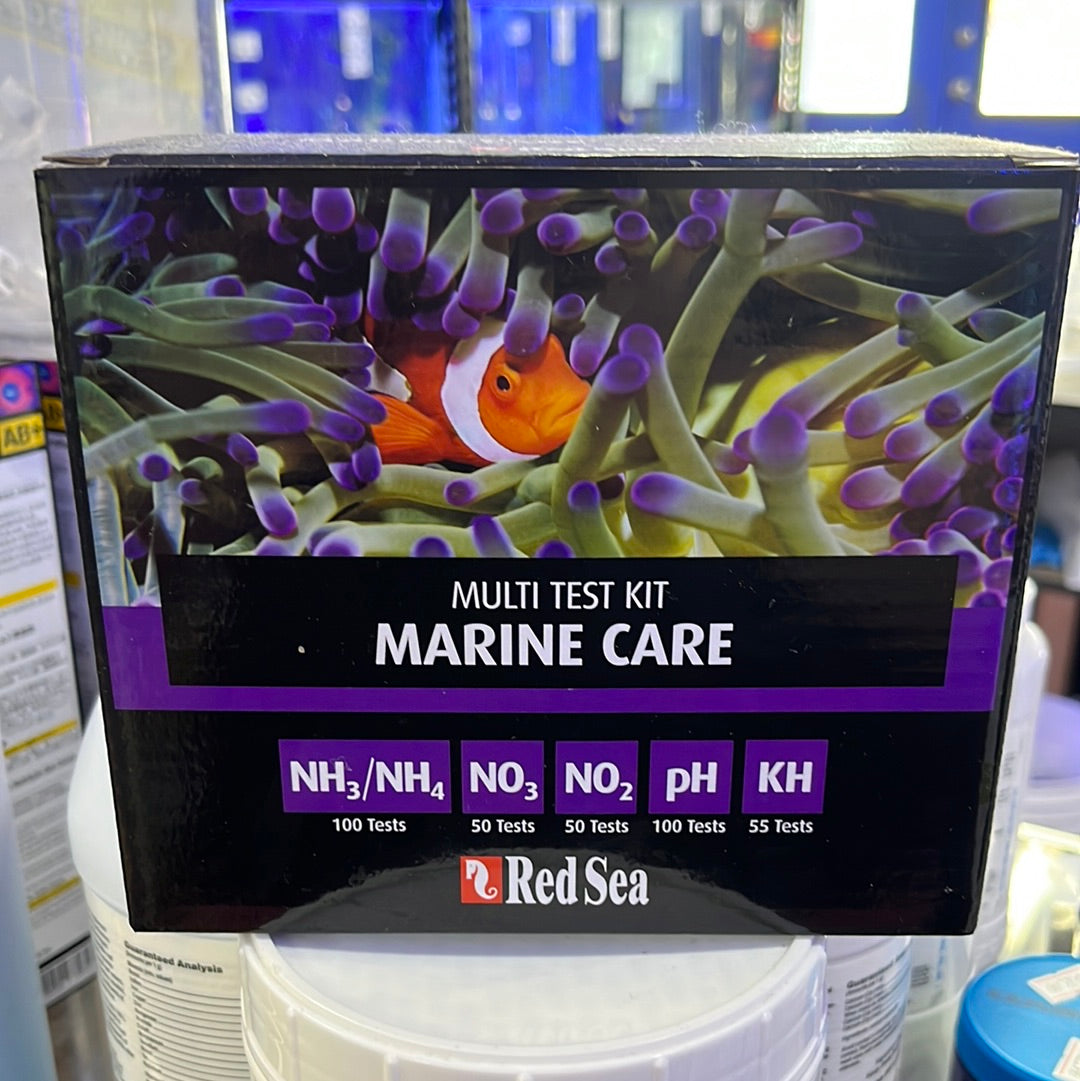 MULTI TEST KIT
MARINE CARE
NH₃/NH₄ NO₃ NO₂ pH KH
100 Tests 50 Tests 50 Tests 100 Tests 55 Tests
Red Sea
AB+
Guaranteed Analysis
Guaranteed